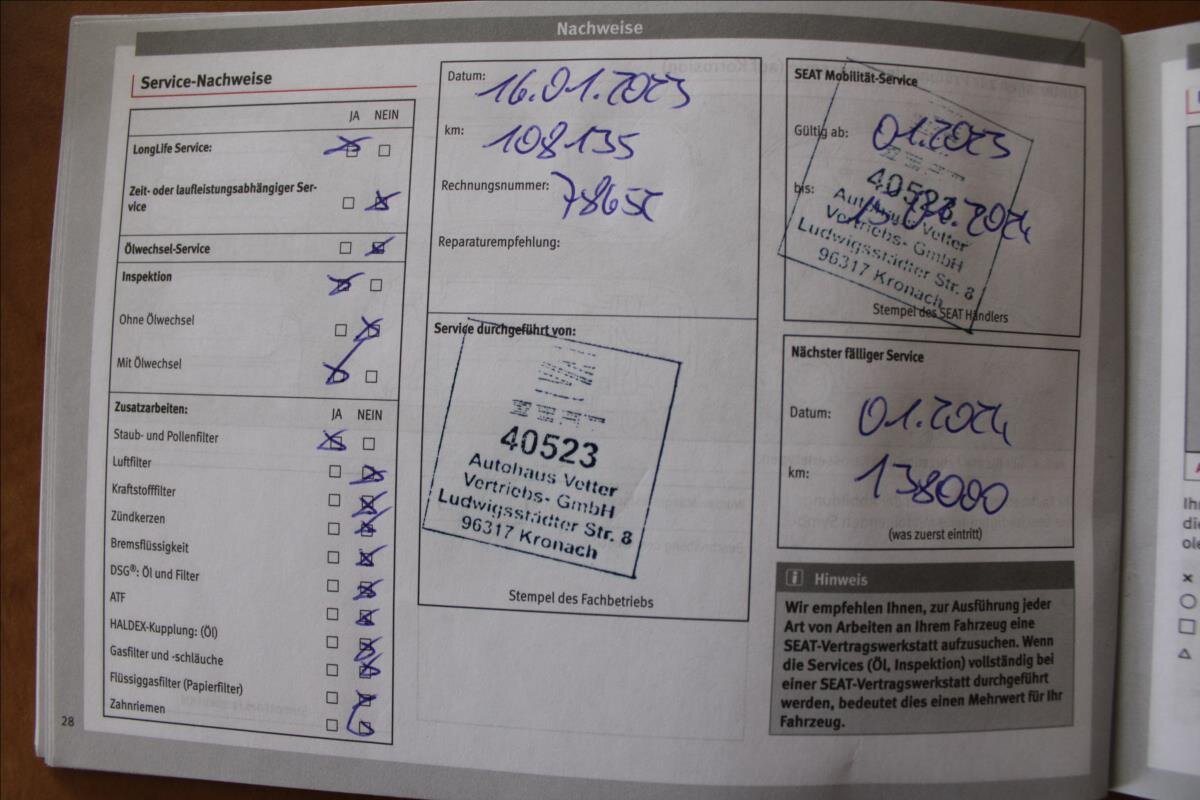 Nachweise
Service-Nachweise
JA NEIN
LongLife Service:
Zeit- oder laufleistungsabhängiger Ser-
vice
Ölwechsel-Service
Inspektion
Ohne Ölwechsel
Mit Ölwechsel
Zusatzarbeiten: JA NEIN
Staub- und Pollenfilter
Luftfilter
Kraftstofffilter
Zündkerzen
Bremsflüssigkeit
DSG®: Öl und Filter
ATF
HALDEX-Kupplung: (Öl)
Gasfilter und -schläuche
Flüssiggasfilter (Papierfilter)
Zahnriemen
28
Datum: 16.01.2023
km: 108135
Rechnungsnummer:
Reparaturempfehlung:
Service durchgeführt von:
SEAT
40523
Autohaus Vetter
Vertriebs- GmbH
Ludwigsstädter Str. 8
96317 Kronach
Stempel des Fachbetriebs
SEAT Mobilität-Service
Gültig ab: 01.2023
bis:
40523
Autohaus Vetter
Vertriebs- GmbH
Ludwigsstädter Str. 8
96317 Kronach
Stempel des SEAT Händlers
Nächster fälliger Service
Datum: 01.2024
km: 138000
(was zuerst eintritt)
i Hinweis
Wir empfehlen Ihnen, zur Ausführung jeder
Art von Arbeiten an Ihrem Fahrzeug eine
SEAT-Vertragswerkstatt aufzusuchen. Wenn
die Services (Öl, Inspektion) vollständig bei
einer SEAT-Vertragswerkstatt durchgeführt
werden, bedeutet dies einen Mehrwert für Ihr
Fahrzeug.